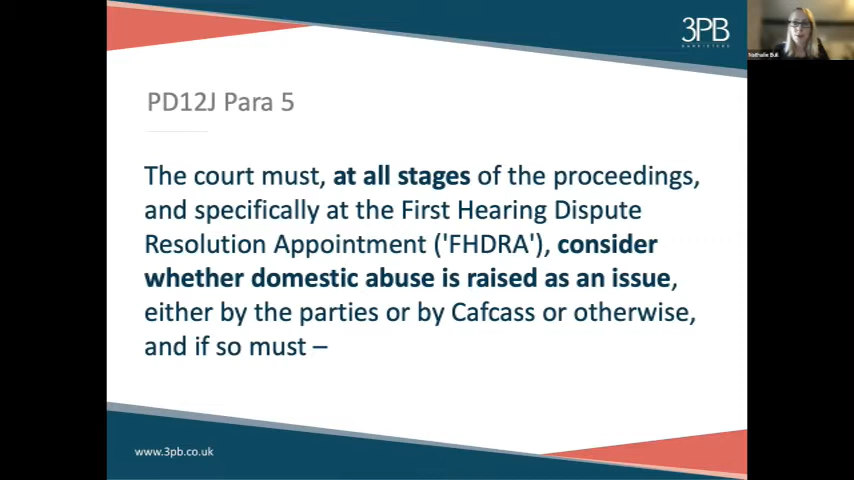 3PB
BARRISTERS
Nathalie Bull
PD12J Para 5
The court must, at all stages of the proceedings,
and specifically at the First Hearing Dispute
Resolution Appointment ('FHDRA'), consider
whether domestic abuse is raised as an issue,
either by the parties or by Cafcass or otherwise,
and if so must –
www.3pb.co.uk